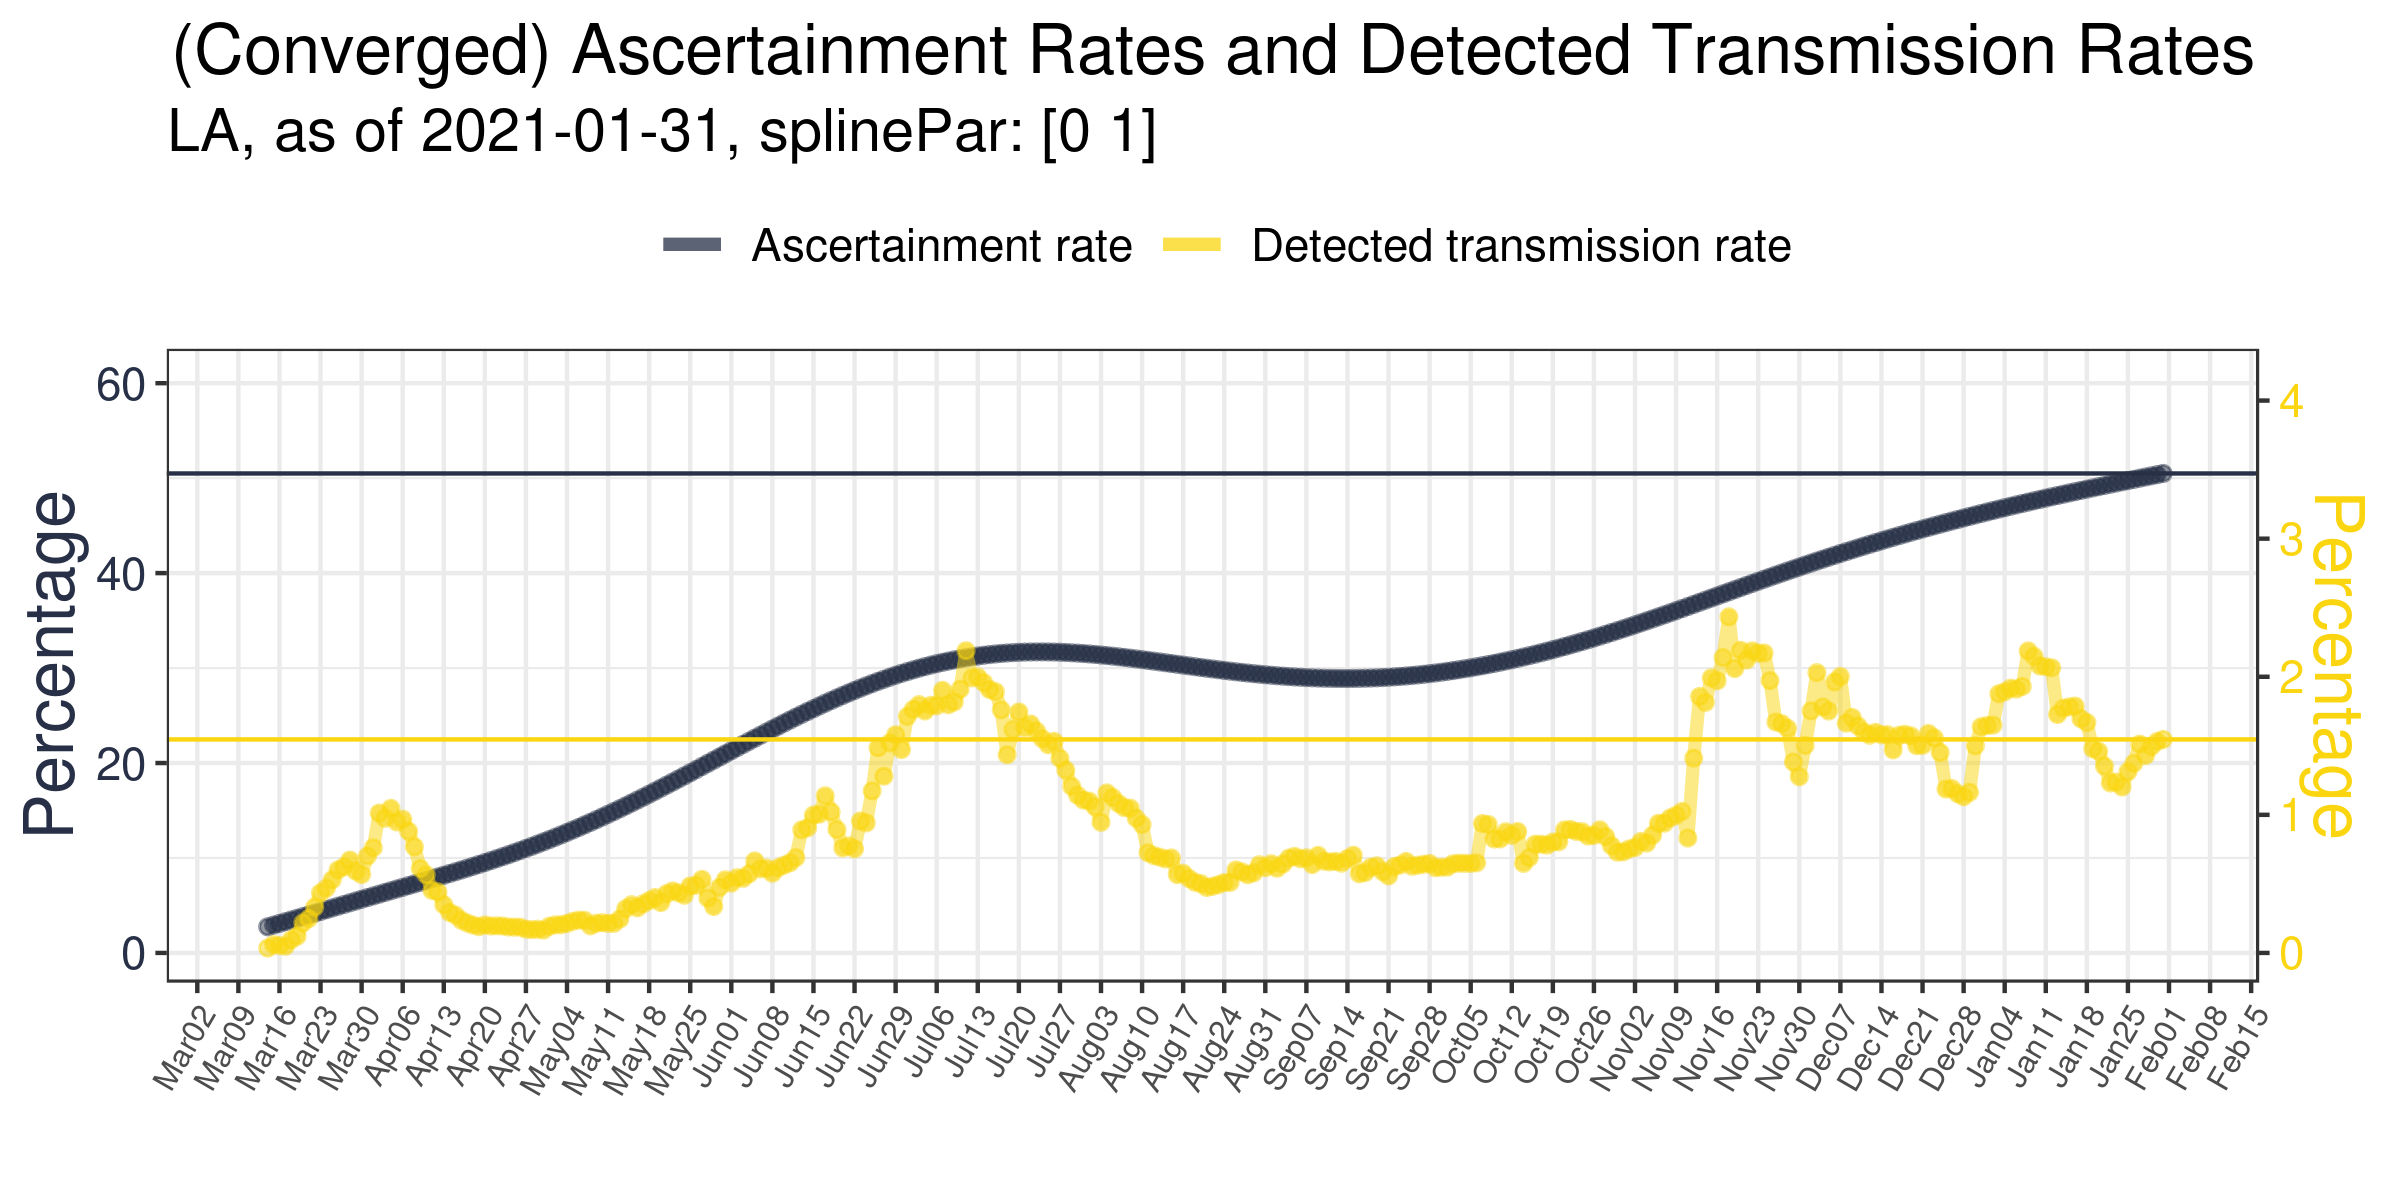 (Converged) Ascertainment Rates and Detected Transmission Rates
LA, as of 2021-01-31, splinePar: [0 1]
Ascertainment rate Detected transmission rate
Percentage
60
40
20
0
4
3
2
1
0
Percentage
Mar02 Mar09 Mar16 Mar23 Mar30 Apr06 Apr13 Apr20 Apr27 May04 May11 May18 May25 Jun01 Jun08 Jun15 Jun22 Jun29 Jul06 Jul13 Jul20 Jul27 Aug03 Aug10 Aug17 Aug24 Aug31 Sep07 Sep14 Sep21 Sep28 Oct05 Oct12 Oct19 Oct26 Nov02 Nov09 Nov16 Nov23 Nov30 Dec07 Dec14 Dec21 Dec28 Jan04 Jan11 Jan18 Jan25 Feb01 Feb08 Feb15